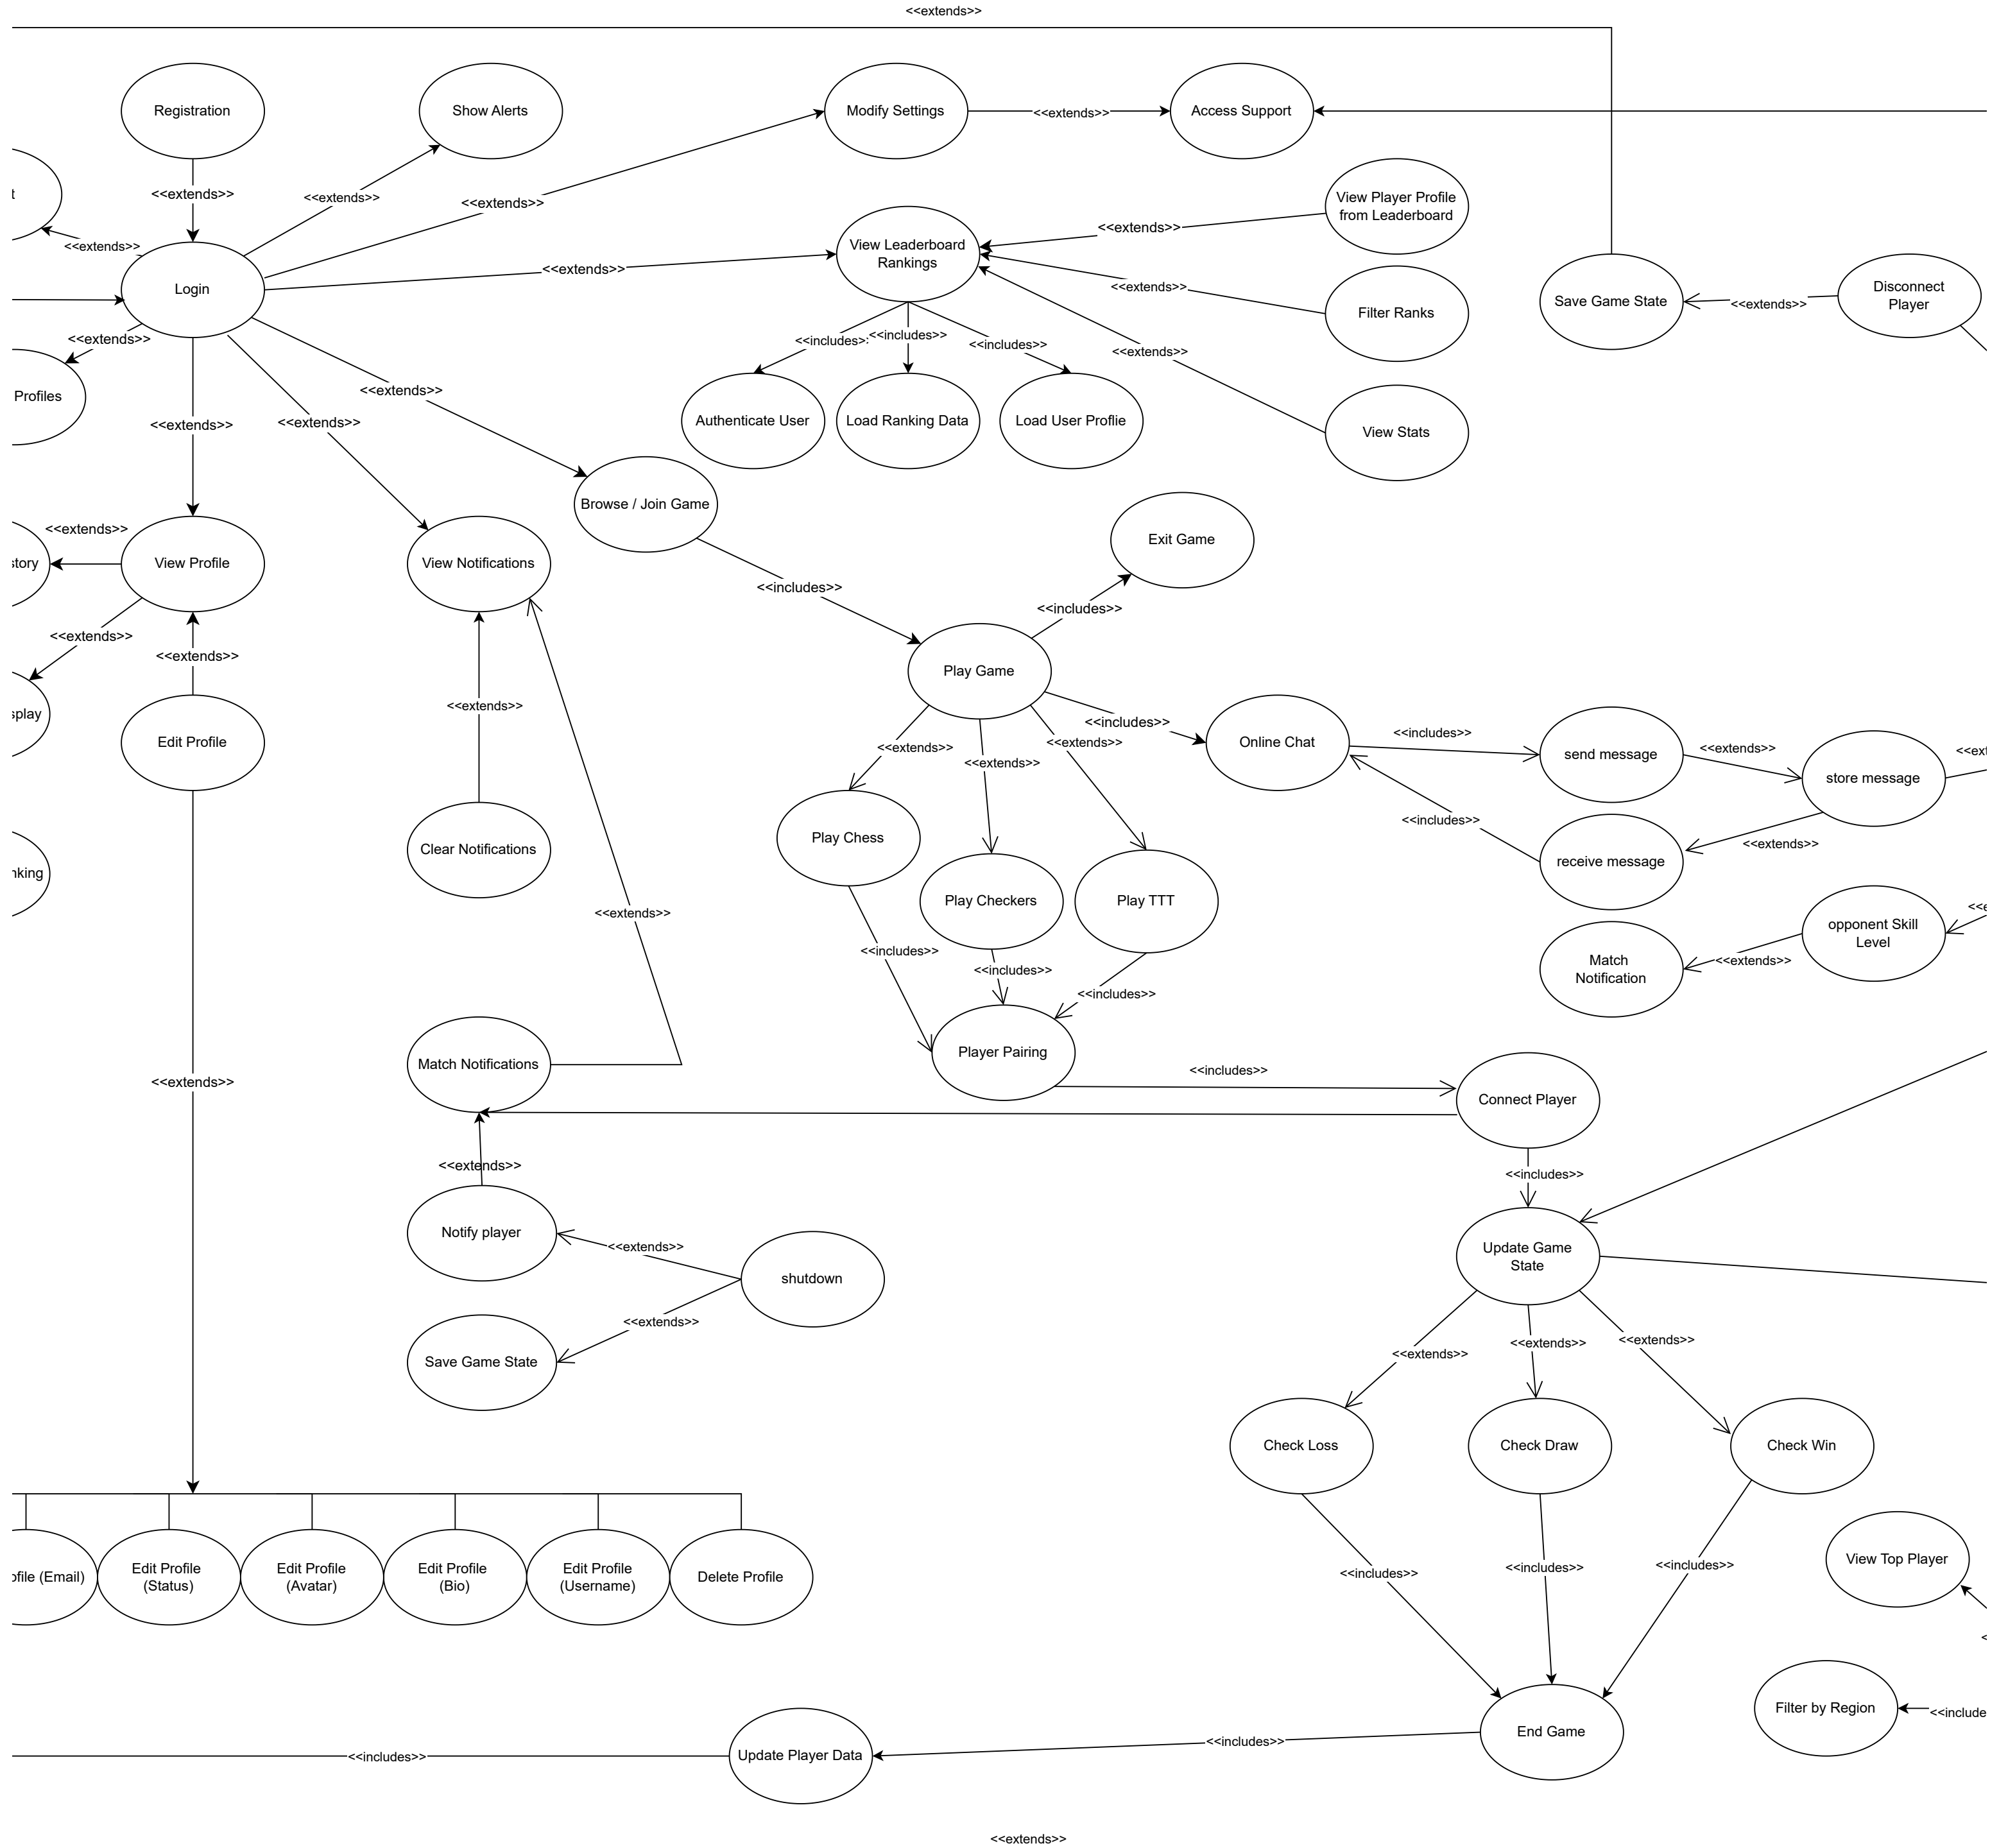 <<extends>>
Registration
Show Alerts
Modify Settings
<<extends>>
Access Support
t
<<extends>>
<<extends>>
<<extends>>
View Player Profile
from Leaderboard
<<extends>>
<<extends>>
View Leaderboard
Rankings
<<extends>>
Login
<<extends>>
<<extends>>
Filter Ranks
Save Game State
<<extends>>
Disconnect
Player
<<extends>>
<<includes>>
<<includes>>
<<includes>>
<<extends>>
Profiles
<<extends>>
<<extends>>
<<extends>>
Authenticate User
Load Ranking Data
Load User Proflie
View Stats
Browse / Join Game
<<extends>>
story
View Profile
View Notifications
Exit Game
<<includes>>
<<includes>>
<<extends>>
<<extends>>
Play Game
splay
Edit Profile
<<extends>>
<<includes>>
<<extends>>
<<extends>>
<<extends>>
Online Chat
<<includes>>
send message
<<extends>>
store message
<<ext
<<includes>>
<<extends>>
receive message
Play Chess
Clear Notifications
nking
Play Checkers
Play TTT
<<extends>>
<<includes>>
<<includes>>
<<includes>>
opponent Skill
Level
<<e
<<extends>>
Match
Notification
Match Notifications
Player Pairing
<<includes>>
<<extends>>
Connect Player
<<extends>>
<<includes>>
Notify player
<<extends>>
shutdown
<<extends>>
Save Game State
Update Game
State
<<extends>>
<<extends>>
<<extends>>
Check Loss
Check Draw
Check Win
ofile (Email)
Edit Profile
(Status)
Edit Profile
(Avatar)
Edit Profile
(Bio)
Edit Profile
(Username)
Delete Profile
<<includes>>
<<includes>>
<<includes>>
View Top Player
<
Filter by Region
<<include
End Game
<<includes>>
Update Player Data
<<includes>>
<<extends>>